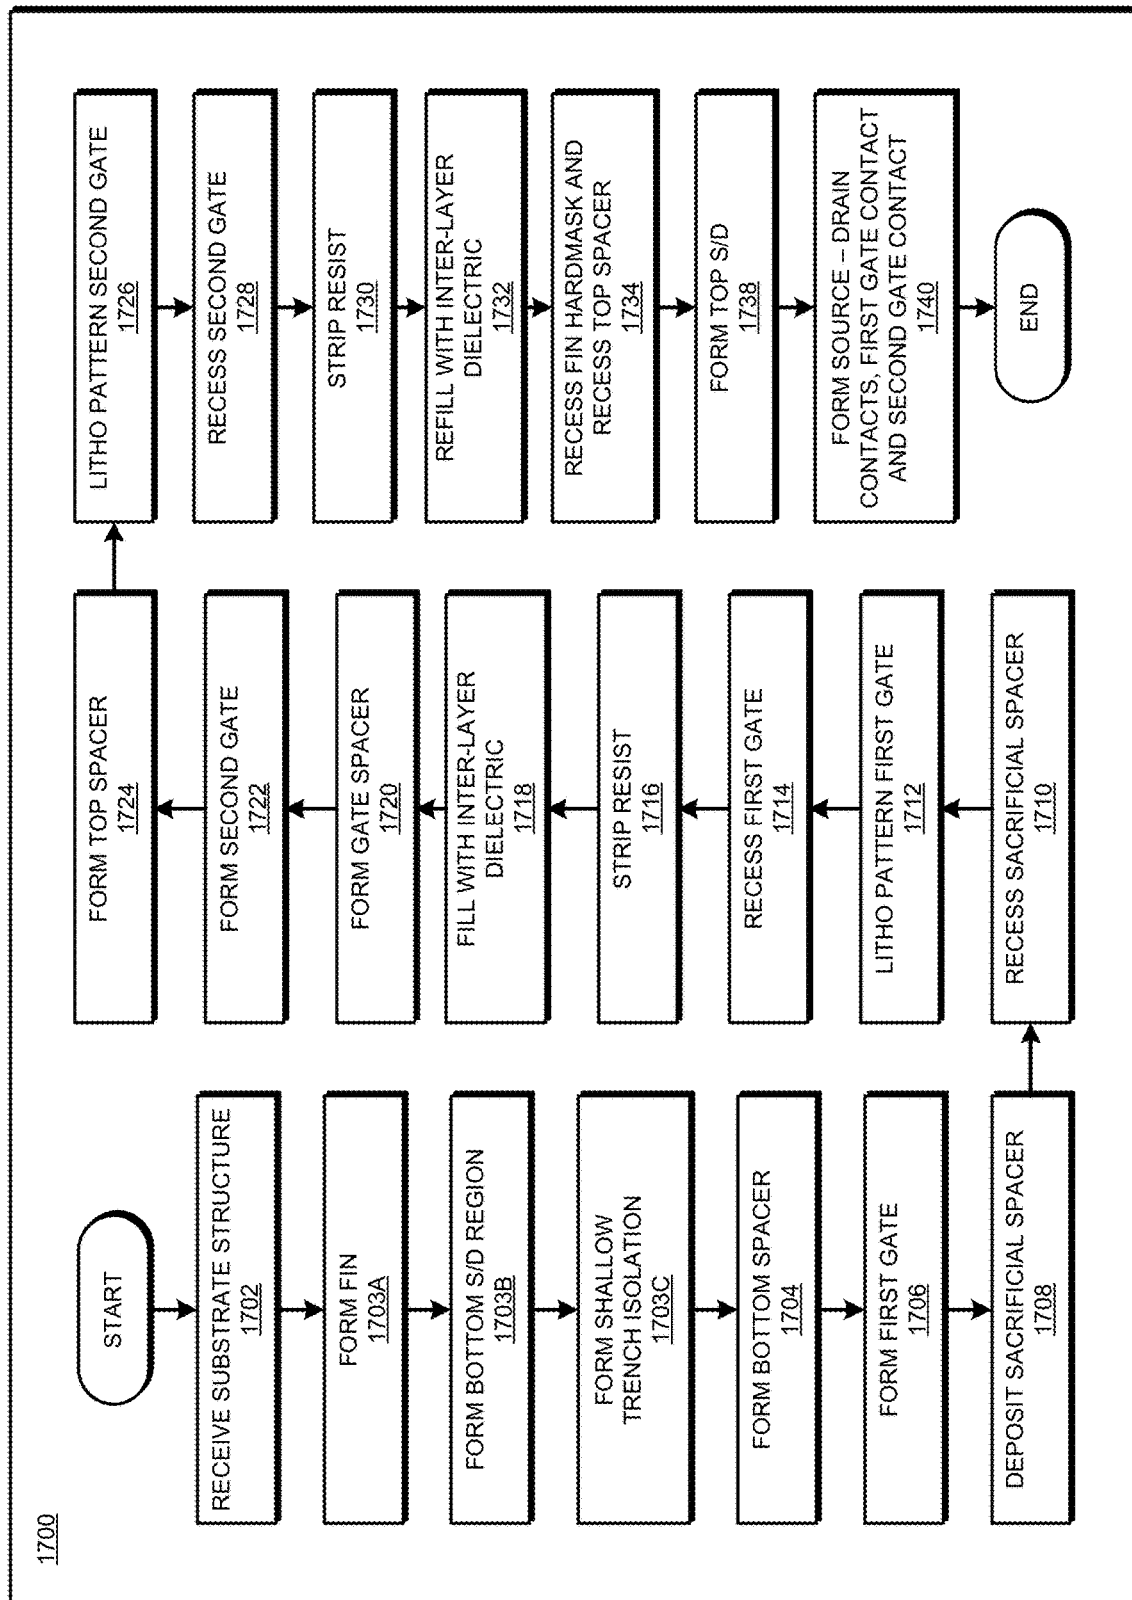 1700
START
RECEIVE SUBSTRATE STRUCTURE
1702
FORM FIN
1703A
FORM BOTTOM S/D REGION
1703B
FORM SHALLOW
TRENCH ISOLATION
1703C
FORM BOTTOM SPACER
1704
FORM FIRST GATE
1706
DEPOSIT SACRIFICIAL SPACER
1708
RECESS SACRIFICIAL SPACER
1710
LITHO PATTERN FIRST GATE
1712
RECESS FIRST GATE
1714
STRIP RESIST
1716
FILL WITH INTER-LAYER
DIELECTRIC
1718
FORM GATE SPACER
1720
FORM SECOND GATE
1722
FORM TOP SPACER
1724
LITHO PATTERN SECOND GATE
1726
RECESS SECOND GATE
1728
STRIP RESIST
1730
REFILL WITH INTER-LAYER
DIELECTRIC
1732
RECESS FIN HARDMASK AND
RECESS TOP SPACER
1734
FORM TOP S/D
1738
FORM SOURCE – DRAIN
CONTACTS, FIRST GATE CONTACT
AND SECOND GATE CONTACT
1740
END